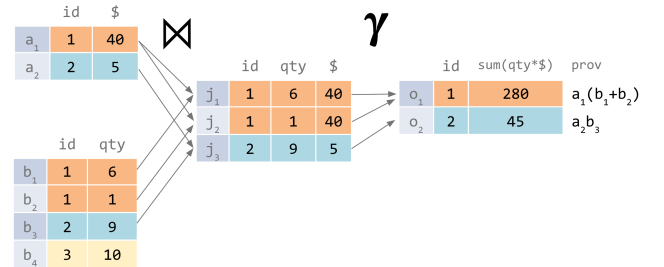 id $
a1 1 40
a2 2 5
⋈
γ
id qty $
j1 1 6 40
j2 1 1 40
j3 2 9 5
id sum(qty*$) prov
o1 1 280 a1(b1+b2)
o2 2 45 a2b3
id qty
b1 1 6
b2 1 1
b3 2 9
b4 3 10